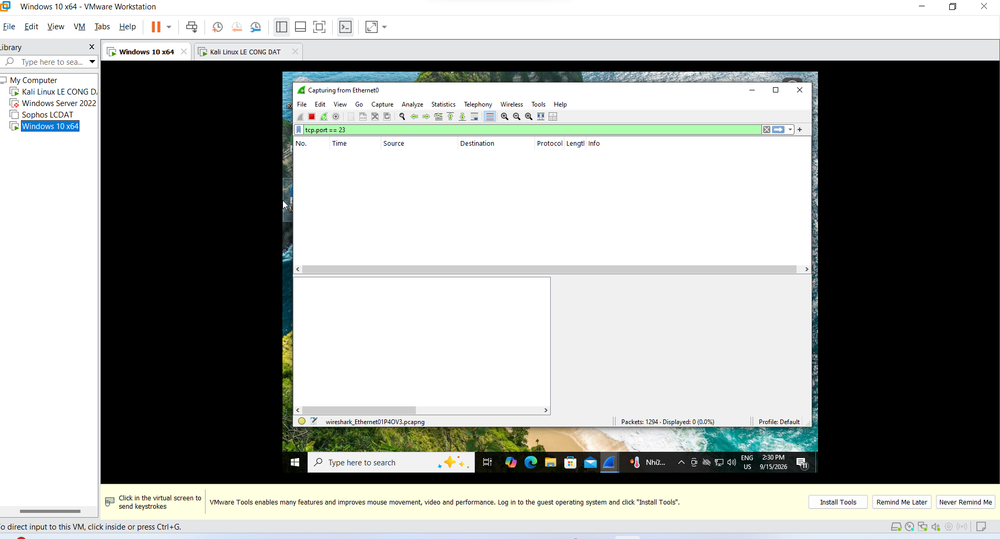 Windows 10 x64 - VMware Workstation
File Edit View VM Tabs Help
Library
Type here to sea...
My Computer
Kali Linux LE CONG DA
Windows Server 2022
Sophos LCDAT
Windows 10 x64
Windows 10 x64
Kali Linux LE CONG DAT
Capturing from Ethernet0
File Edit View Go Capture Analyze Statistics Telephony Wireless Tools Help
tcp.port == 23
No. Time Source Destination Protocol Lengtl Info
wireshark_Ethernet01P4OV3.pcapng
Packets: 1294 · Displayed: 0 (0.0%)
Profile: Default
Type here to search
Nhữ...
ENG
US
2:30 PM
9/15/2026
11
Click in the virtual screen to
send keystrokes
VMware Tools enables many features and improves mouse movement, video and performance. Log in to the guest operating system and click "Install Tools".
Install Tools
Remind Me Later
Never Remind Me
o direct input to this VM, click inside or press Ctrl+G.